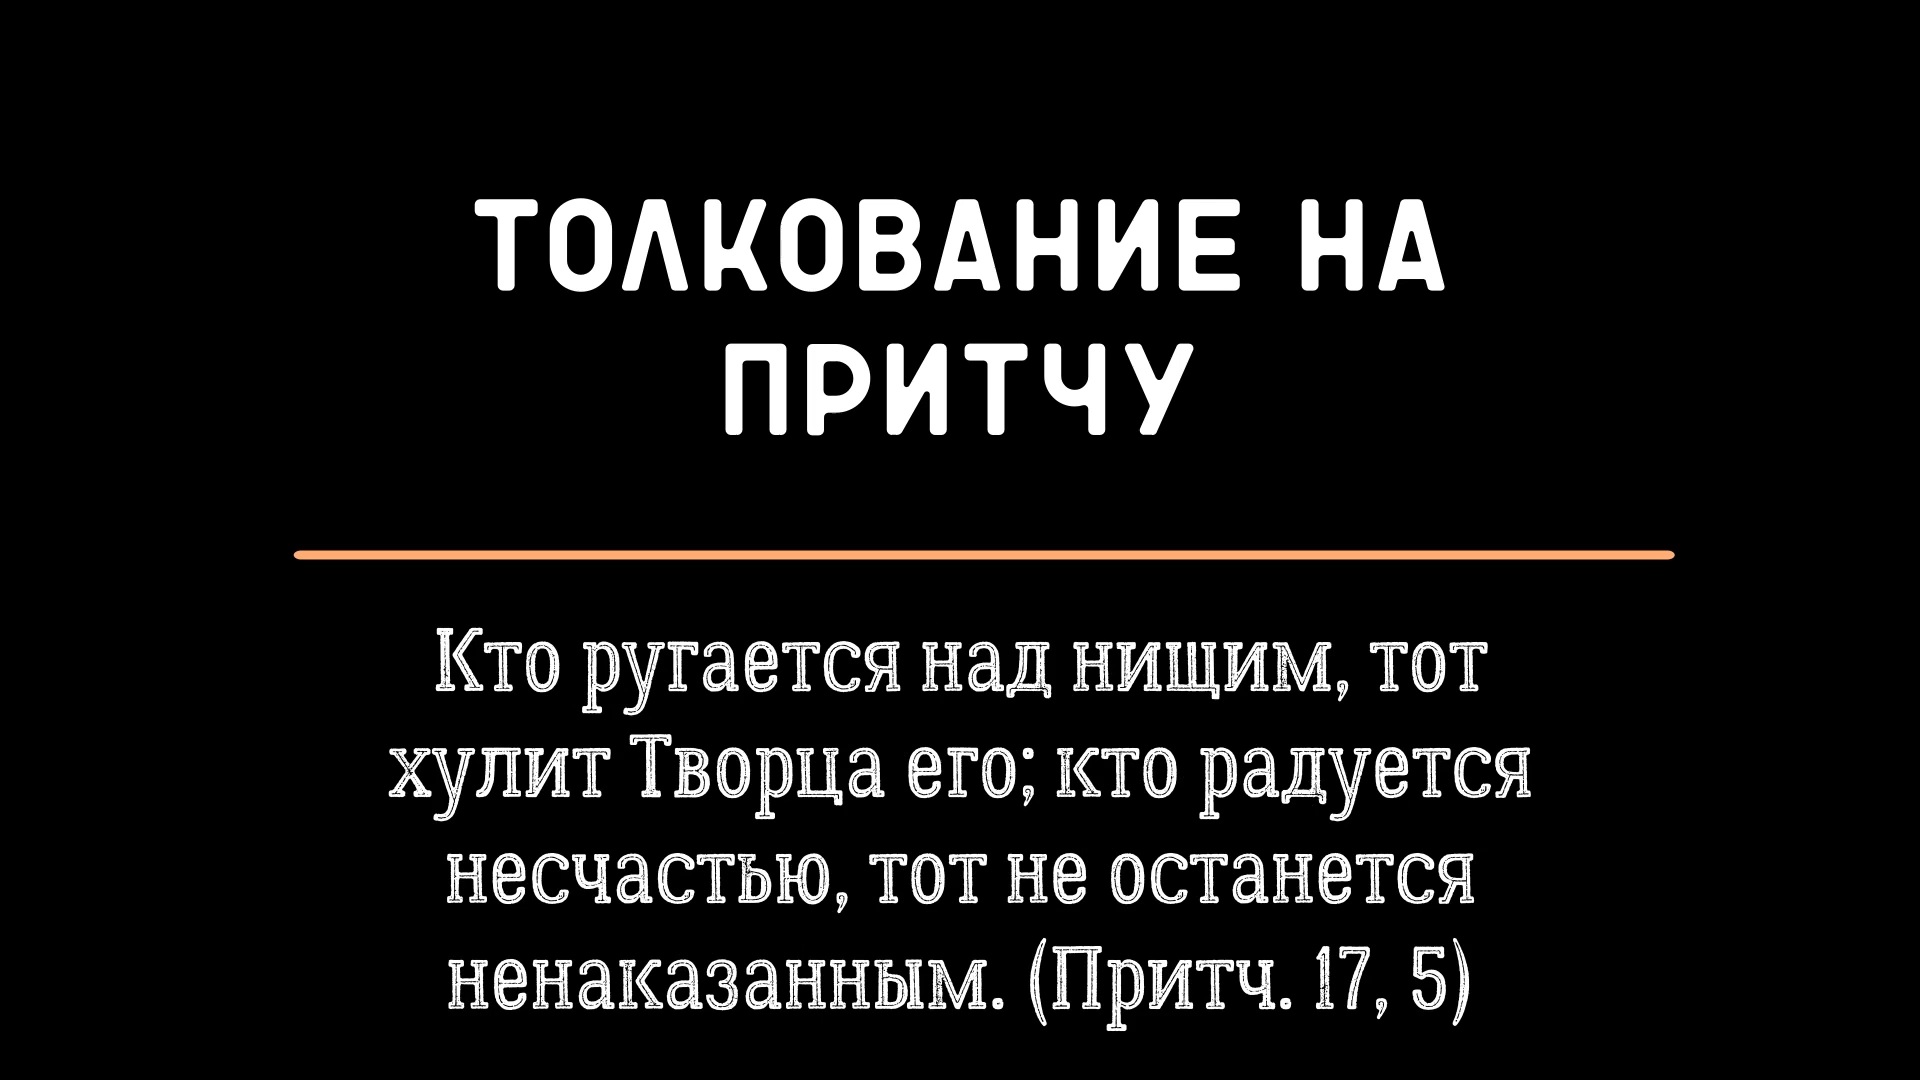 ТОЛКОВАНИЕ НА
ПРИТЧУ
Кто ругается над нищим, тот
хулит Творца его; кто радуется
несчастью, тот не останется
ненаказанным. (Притч. 17, 5)